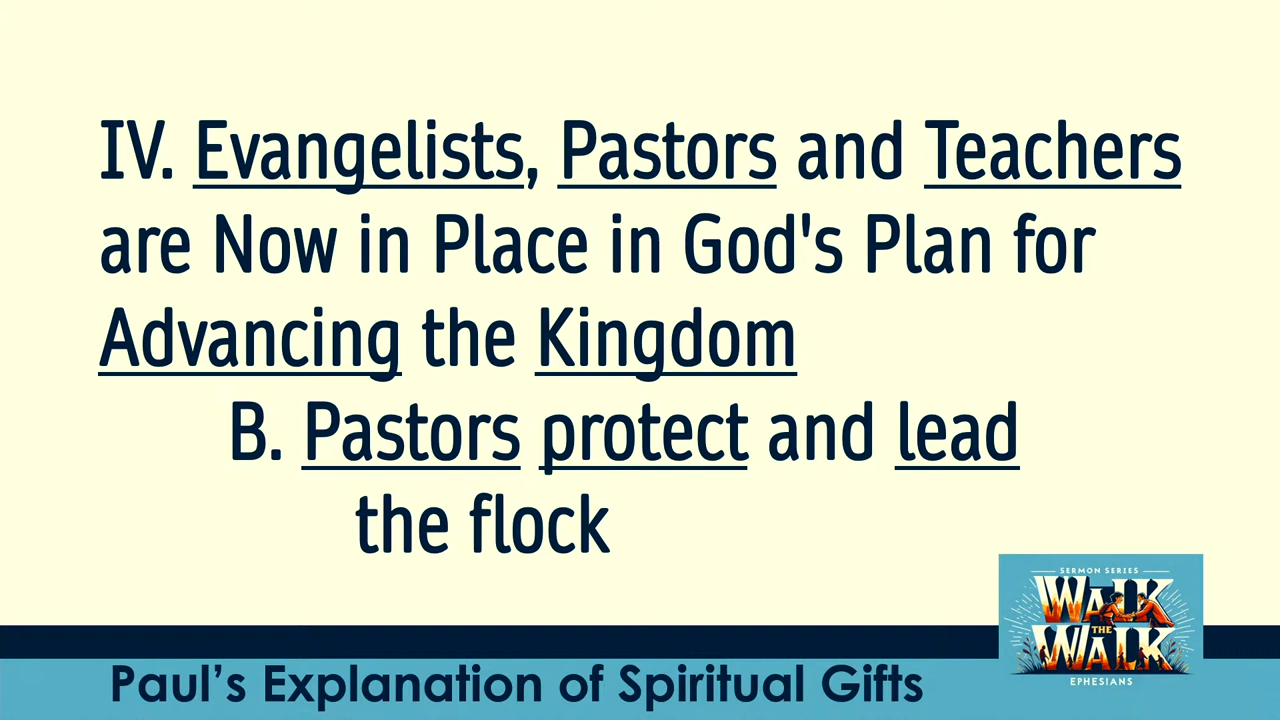 IV. Evangelists, Pastors and Teachers
are Now in Place in God's Plan for
Advancing the Kingdom
B. Pastors protect and lead
the flock
SERMON SERIES
WALK
THE
WALK
EPHESIANS
Paul’s Explanation of Spiritual Gifts